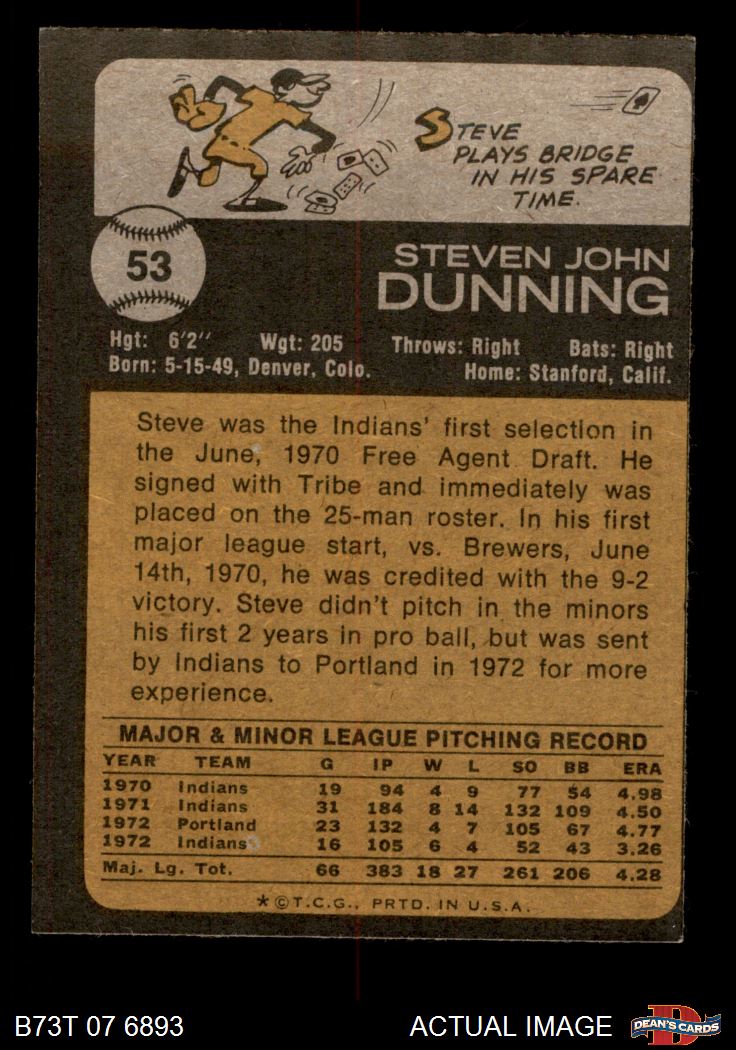 STEVE
PLAYS BRIDGE
IN HIS SPARE
TIME.
53
STEVEN JOHN
DUNNING
Hgt: 6'2" Wgt: 205 Throws: Right Bats: Right
Born: 5-15-49, Denver, Colo. Home: Stanford, Calif.
Steve was the Indians' first selection in
the June, 1970 Free Agent Draft. He
signed with Tribe and immediately was
placed on the 25-man roster. In his first
major league start, vs. Brewers, June
14th, 1970, he was credited with the 9-2
victory. Steve didn't pitch in the minors
his first 2 years in pro ball, but was sent
by Indians to Portland in 1972 for more
experience.
MAJOR & MINOR LEAGUE PITCHING RECORD
YEAR TEAM G IP W L SO BB ERA
1970 Indians 19 94 4 9 77 54 4.98
1971 Indians 31 184 8 14 132 109 4.50
1972 Portland 23 132 4 7 105 67 4.77
1972 Indians 16 105 6 4 52 43 3.26
Maj. Lg. Tot. 66 383 18 27 261 206 4.28
*©T.C.G., PRTD. IN U.S.A.
B73T 07 6893 ACTUAL IMAGE D DEAN'S CARDS